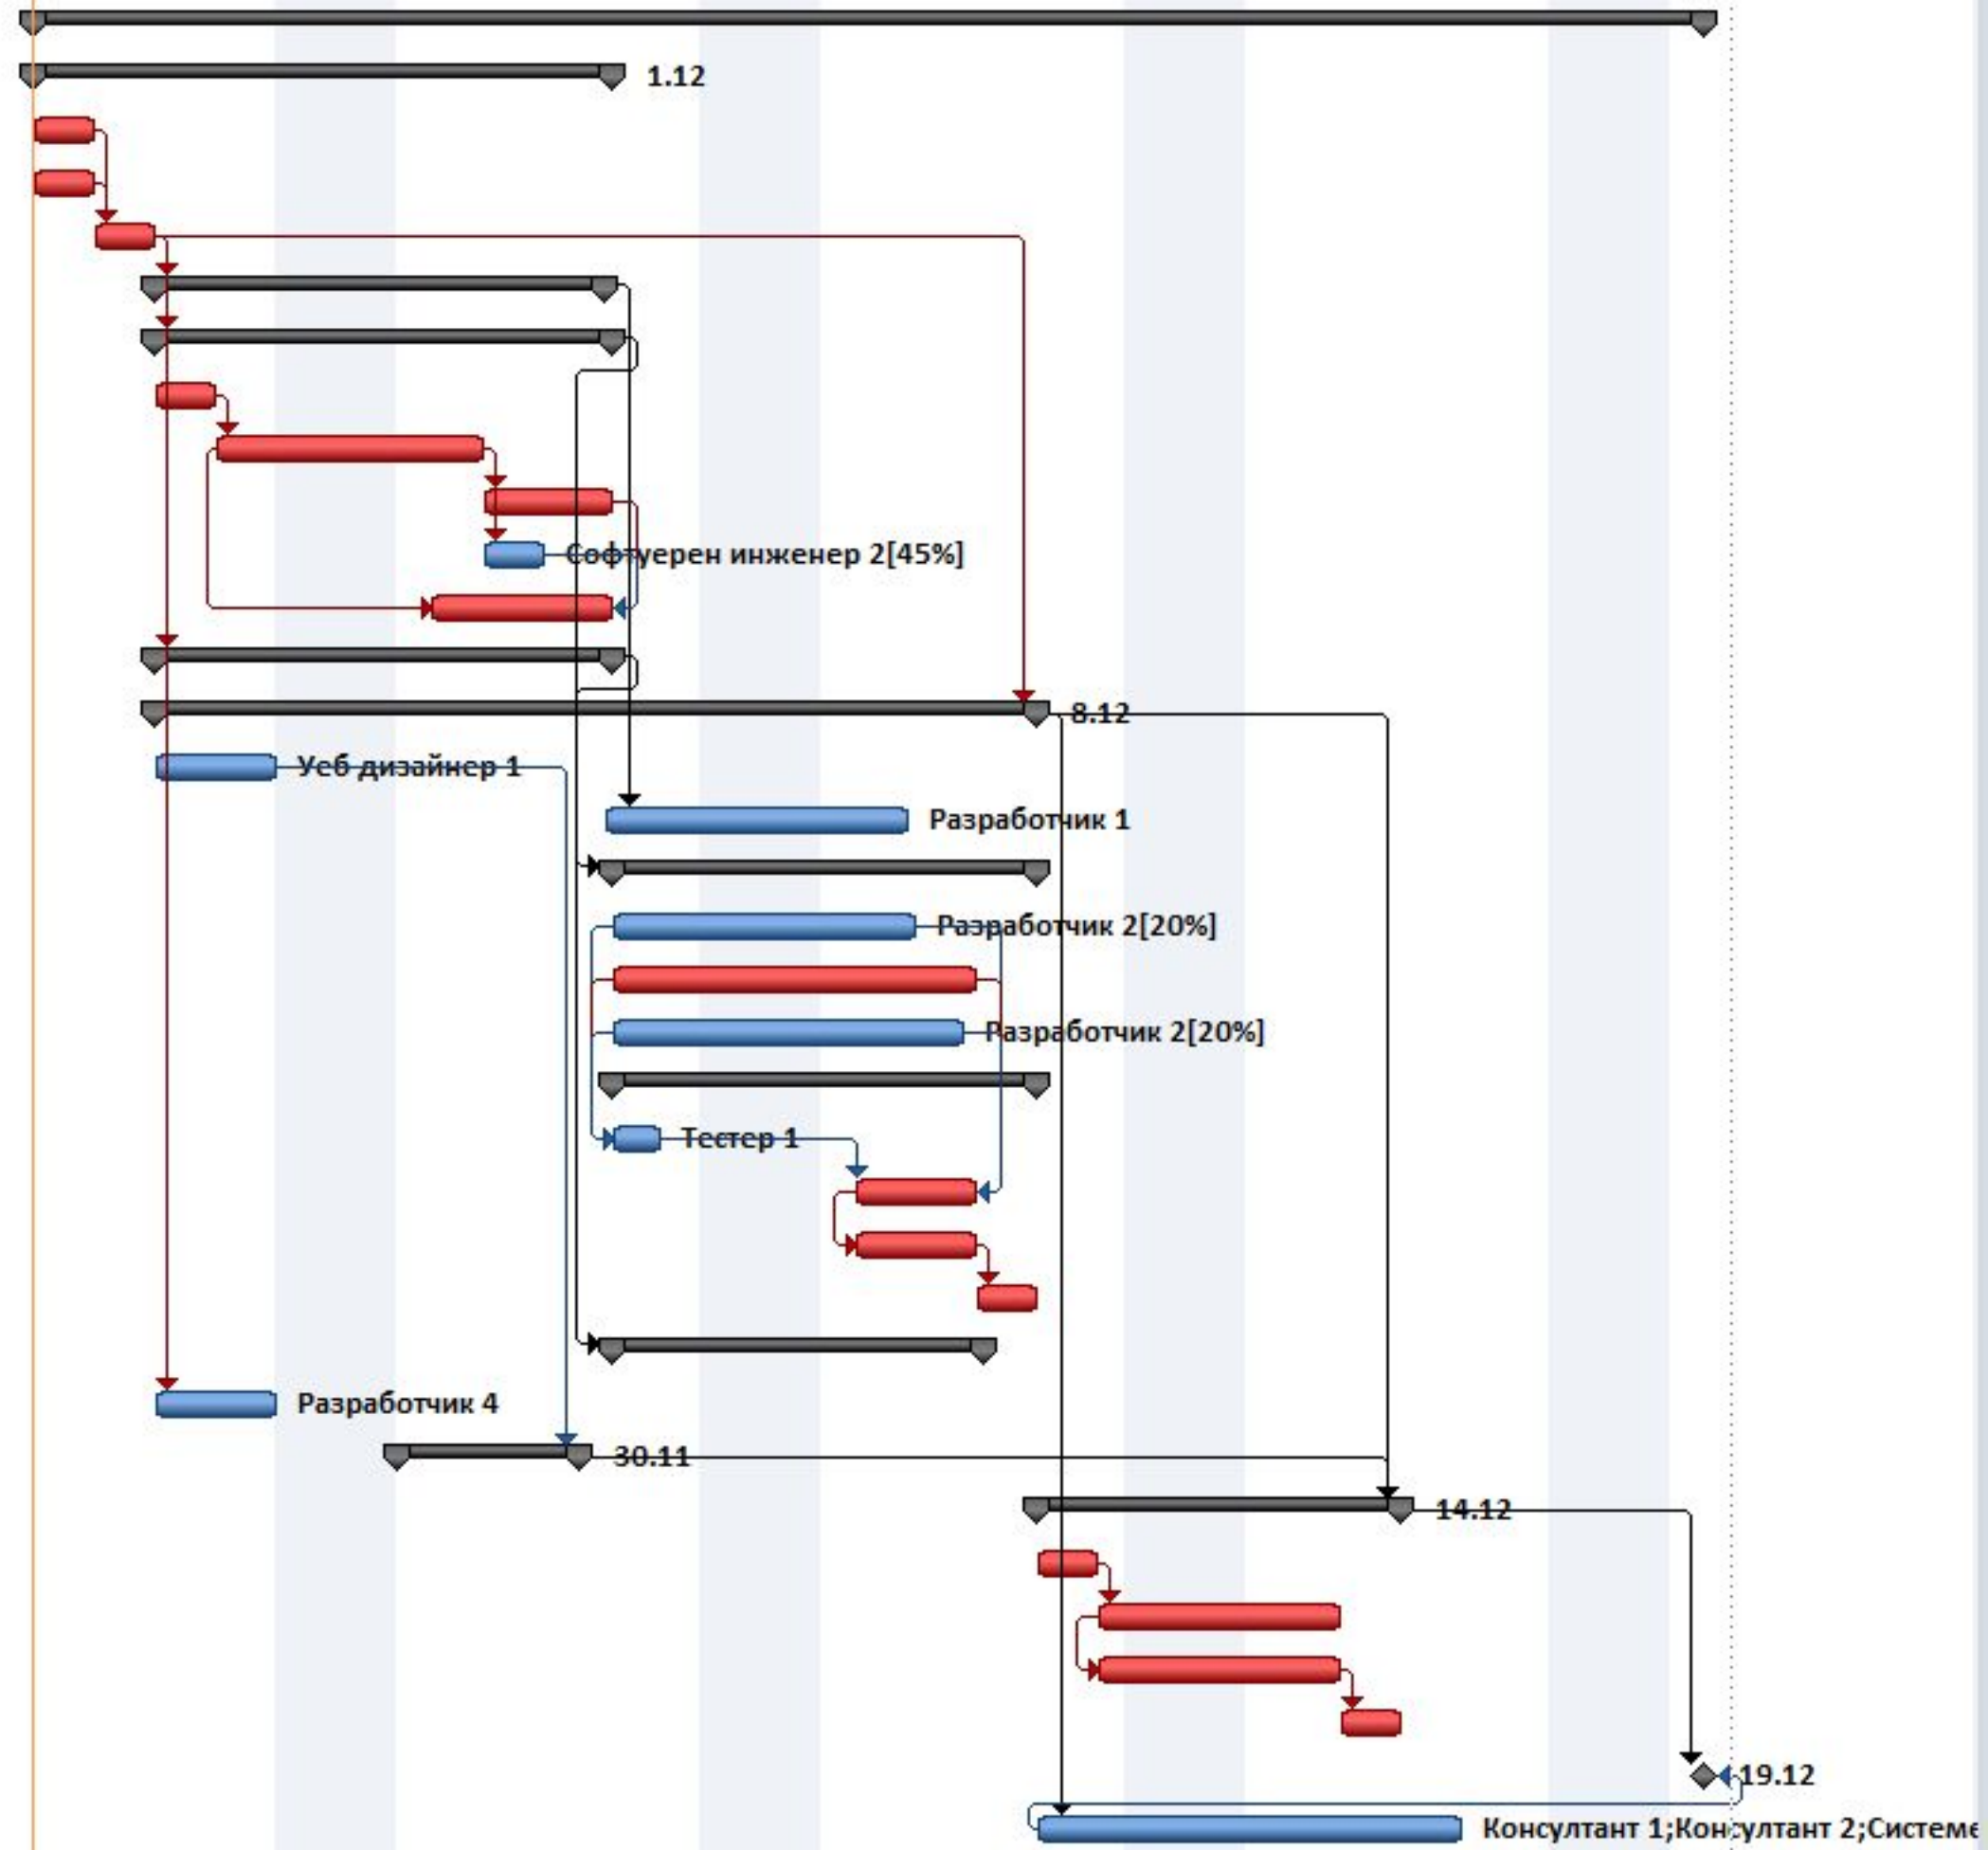 1.12
Софтуерен инженер 2[45%]
8.12
Уеб дизайнер 1
Разработчик 1
Разработчик 2[20%]
Разработчик 2[20%]
Тестер 1
Разработчик 4
30.11
14.12
19.12
Консултант 1;Консултант 2;Системе